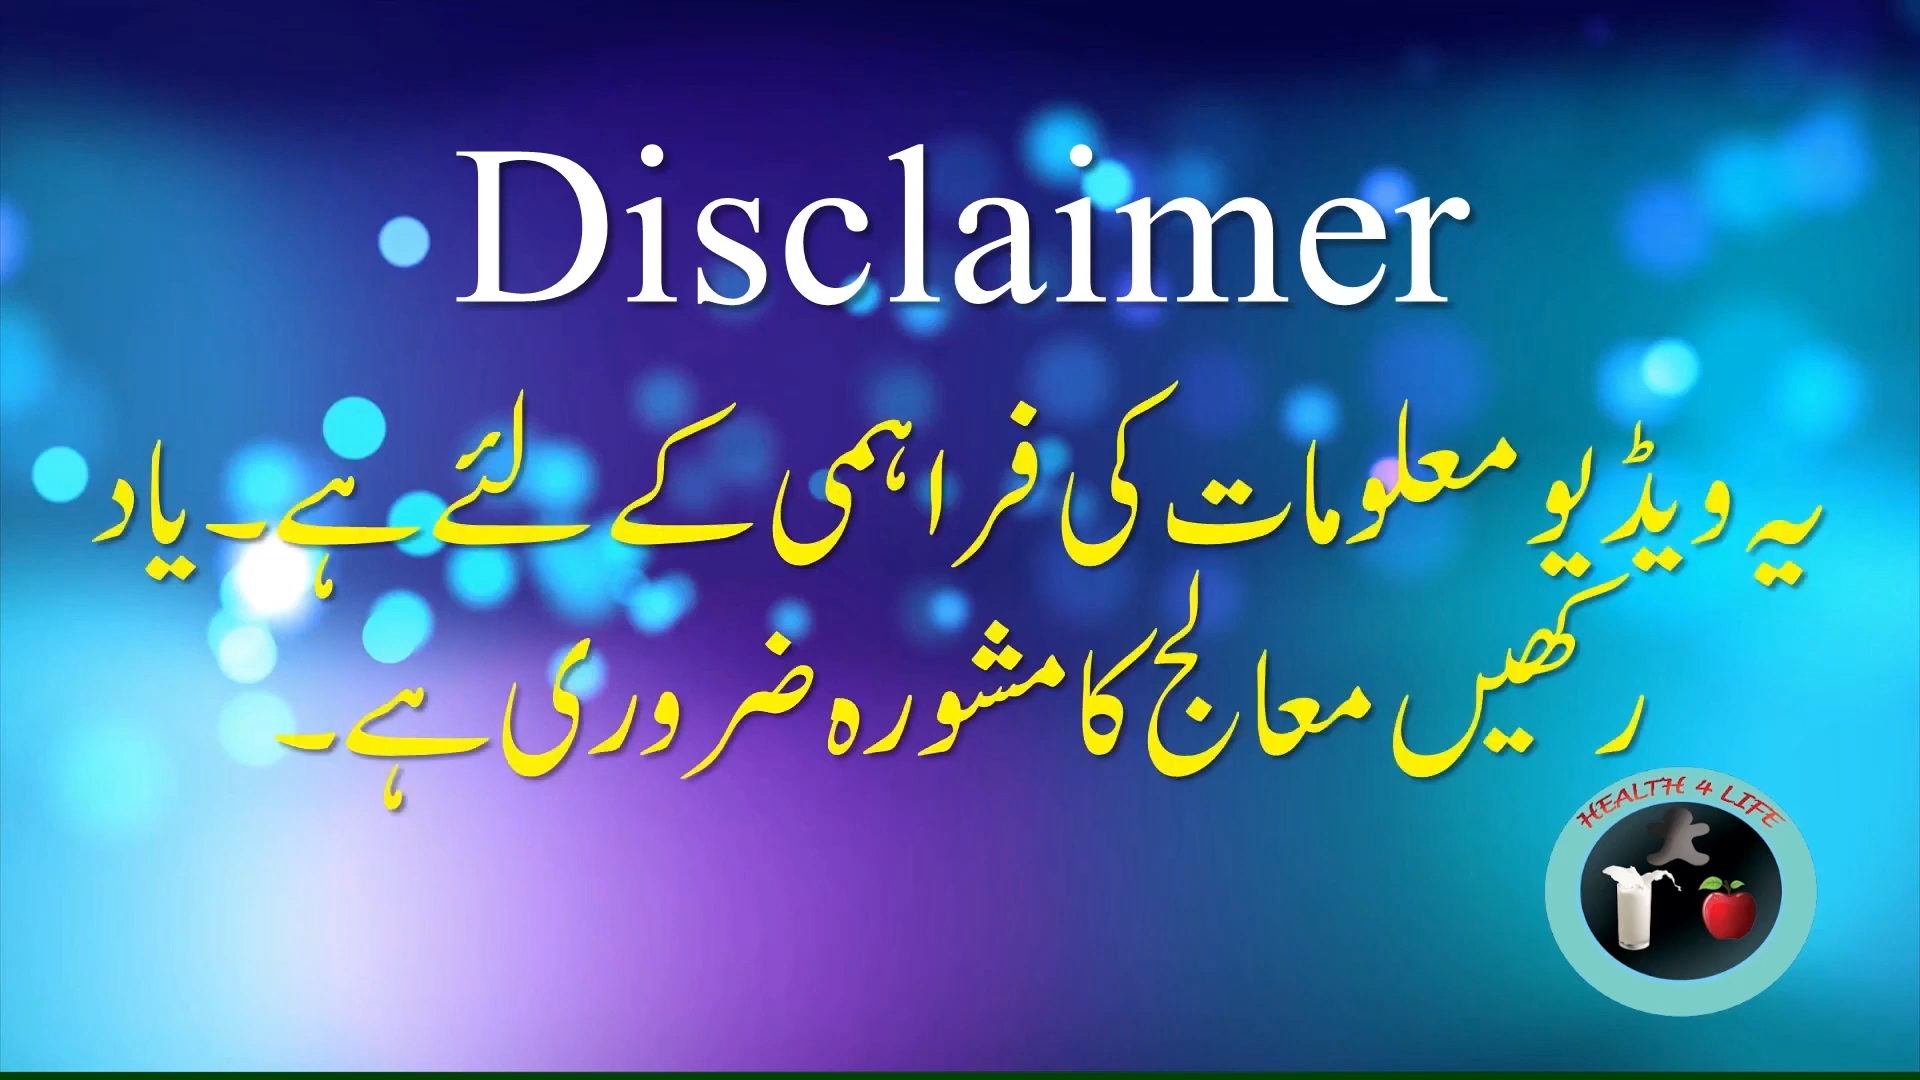 Disclaimer
یہ ویڈیو معلومات کی فراہمی کے لئے ہے۔ یاد
رکھیں معالج کا مشورہ ضروری ہے۔
HEALTH 4 LIFE